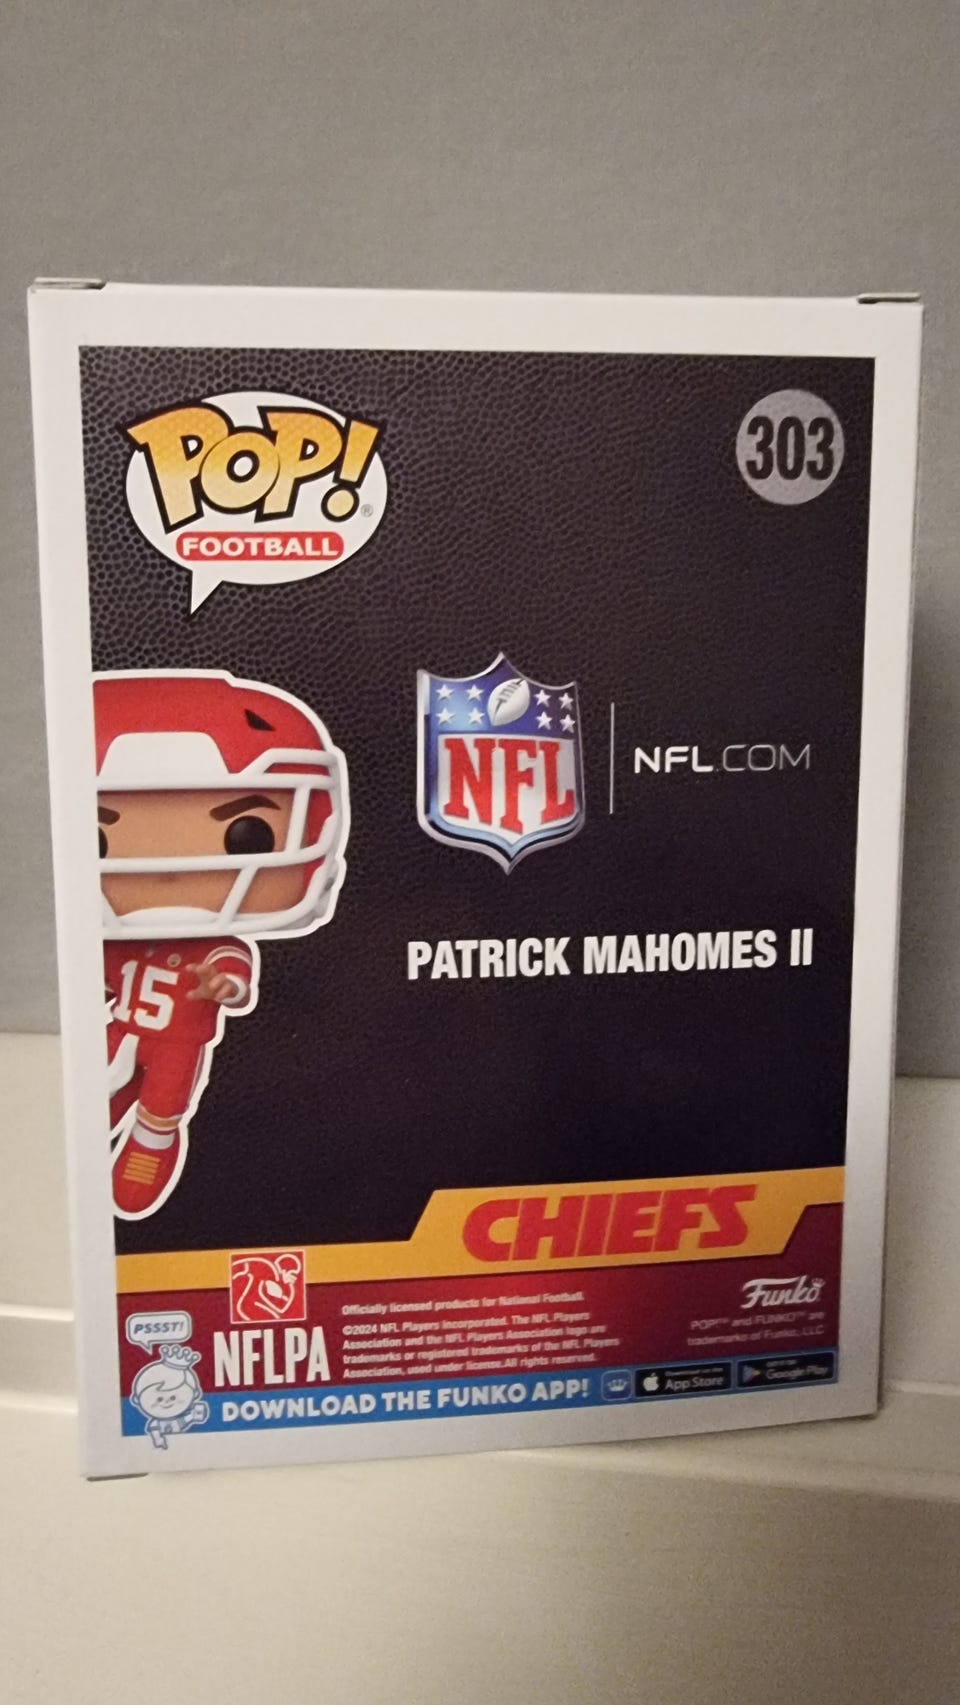 POP!®
FOOTBALL
303
NFL
NFL.COM
PATRICK MAHOMES II
15
CHIEFS
PSSST!
NFLPA
Officially licensed products for National Football.
©2024 NFL Players Incorporated. The NFL Players
Association and the NFL Players Association logo are
trademarks or registered trademarks of the NFL Players
Association, used under license.All rights reserved.
Funko
POP!™ and FUNKO™ are
trademarks of Funko, LLC
DOWNLOAD THE FUNKO APP!
App Store
Google Play